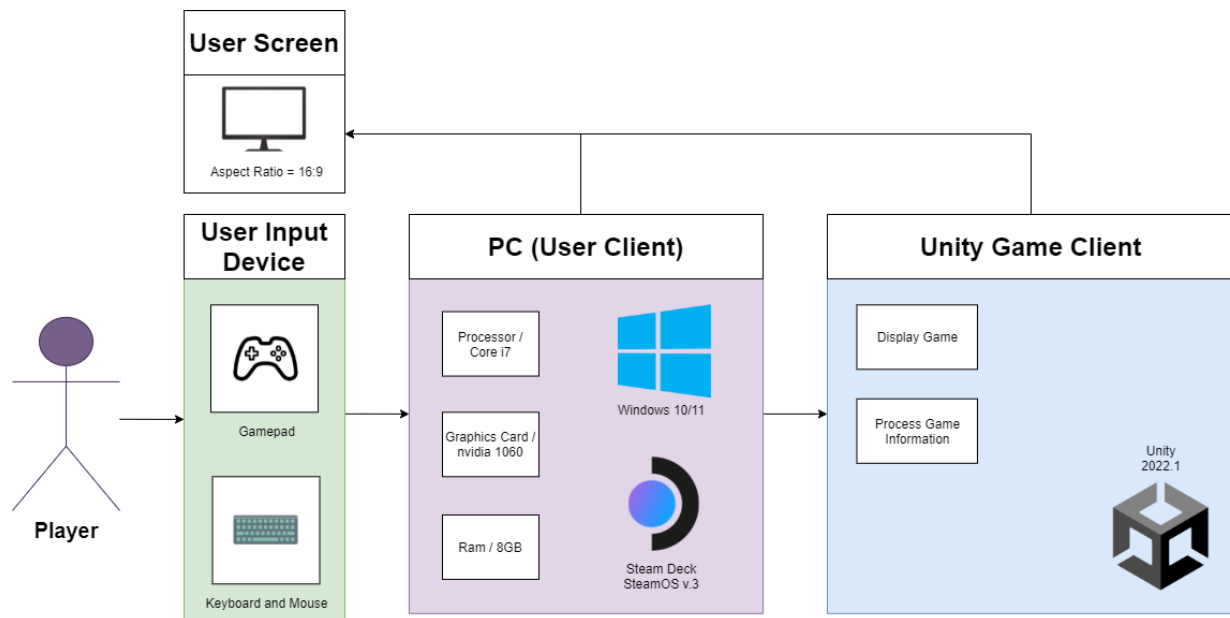 User Screen
Aspect Ratio = 16:9
User Input
Device
Gamepad
Keyboard and Mouse
Player
PC (User Client)
Processor /
Core i7
Graphics Card /
nvidia 1060
Ram / 8GB
Windows 10/11
Steam Deck
SteamOS v.3
Unity Game Client
Display Game
Process Game
Information
Unity
2022.1